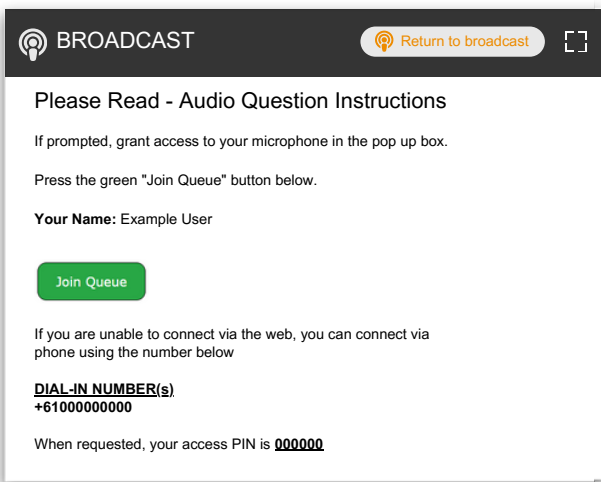 BROADCAST
Return to broadcast
Please Read - Audio Question Instructions
If prompted, grant access to your microphone in the pop up box.
Press the green "Join Queue" button below.
Your Name: Example User
Join Queue
If you are unable to connect via the web, you can connect via
phone using the number below
DIAL-IN NUMBER(s)
+61000000000
When requested, your access PIN is 000000